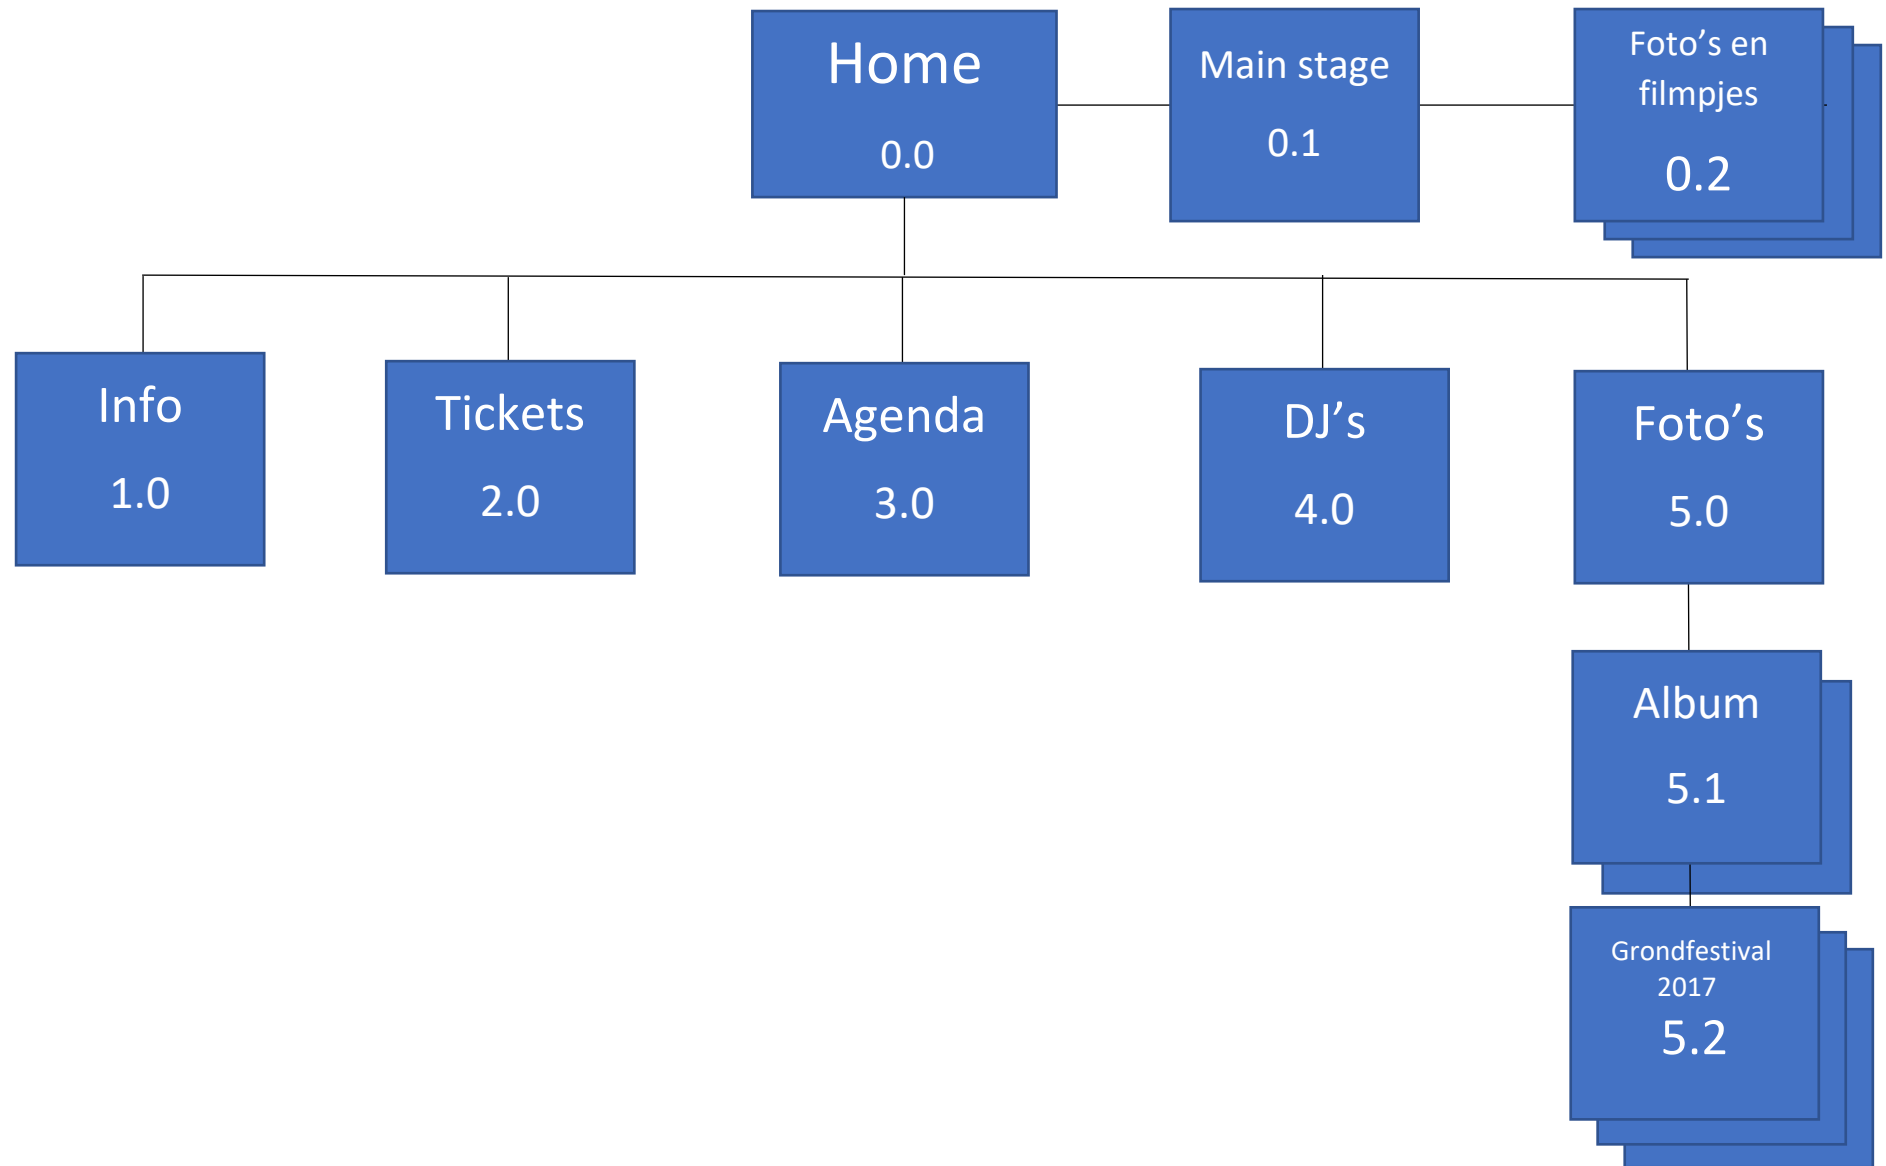 Home
0.0
Main stage
0.1
Foto’s en
filmpjes
0.2
Info
1.0
Tickets
2.0
Agenda
3.0
DJ’s
4.0
Foto’s
5.0
Album
5.1
Grondfestival
2017
5.2